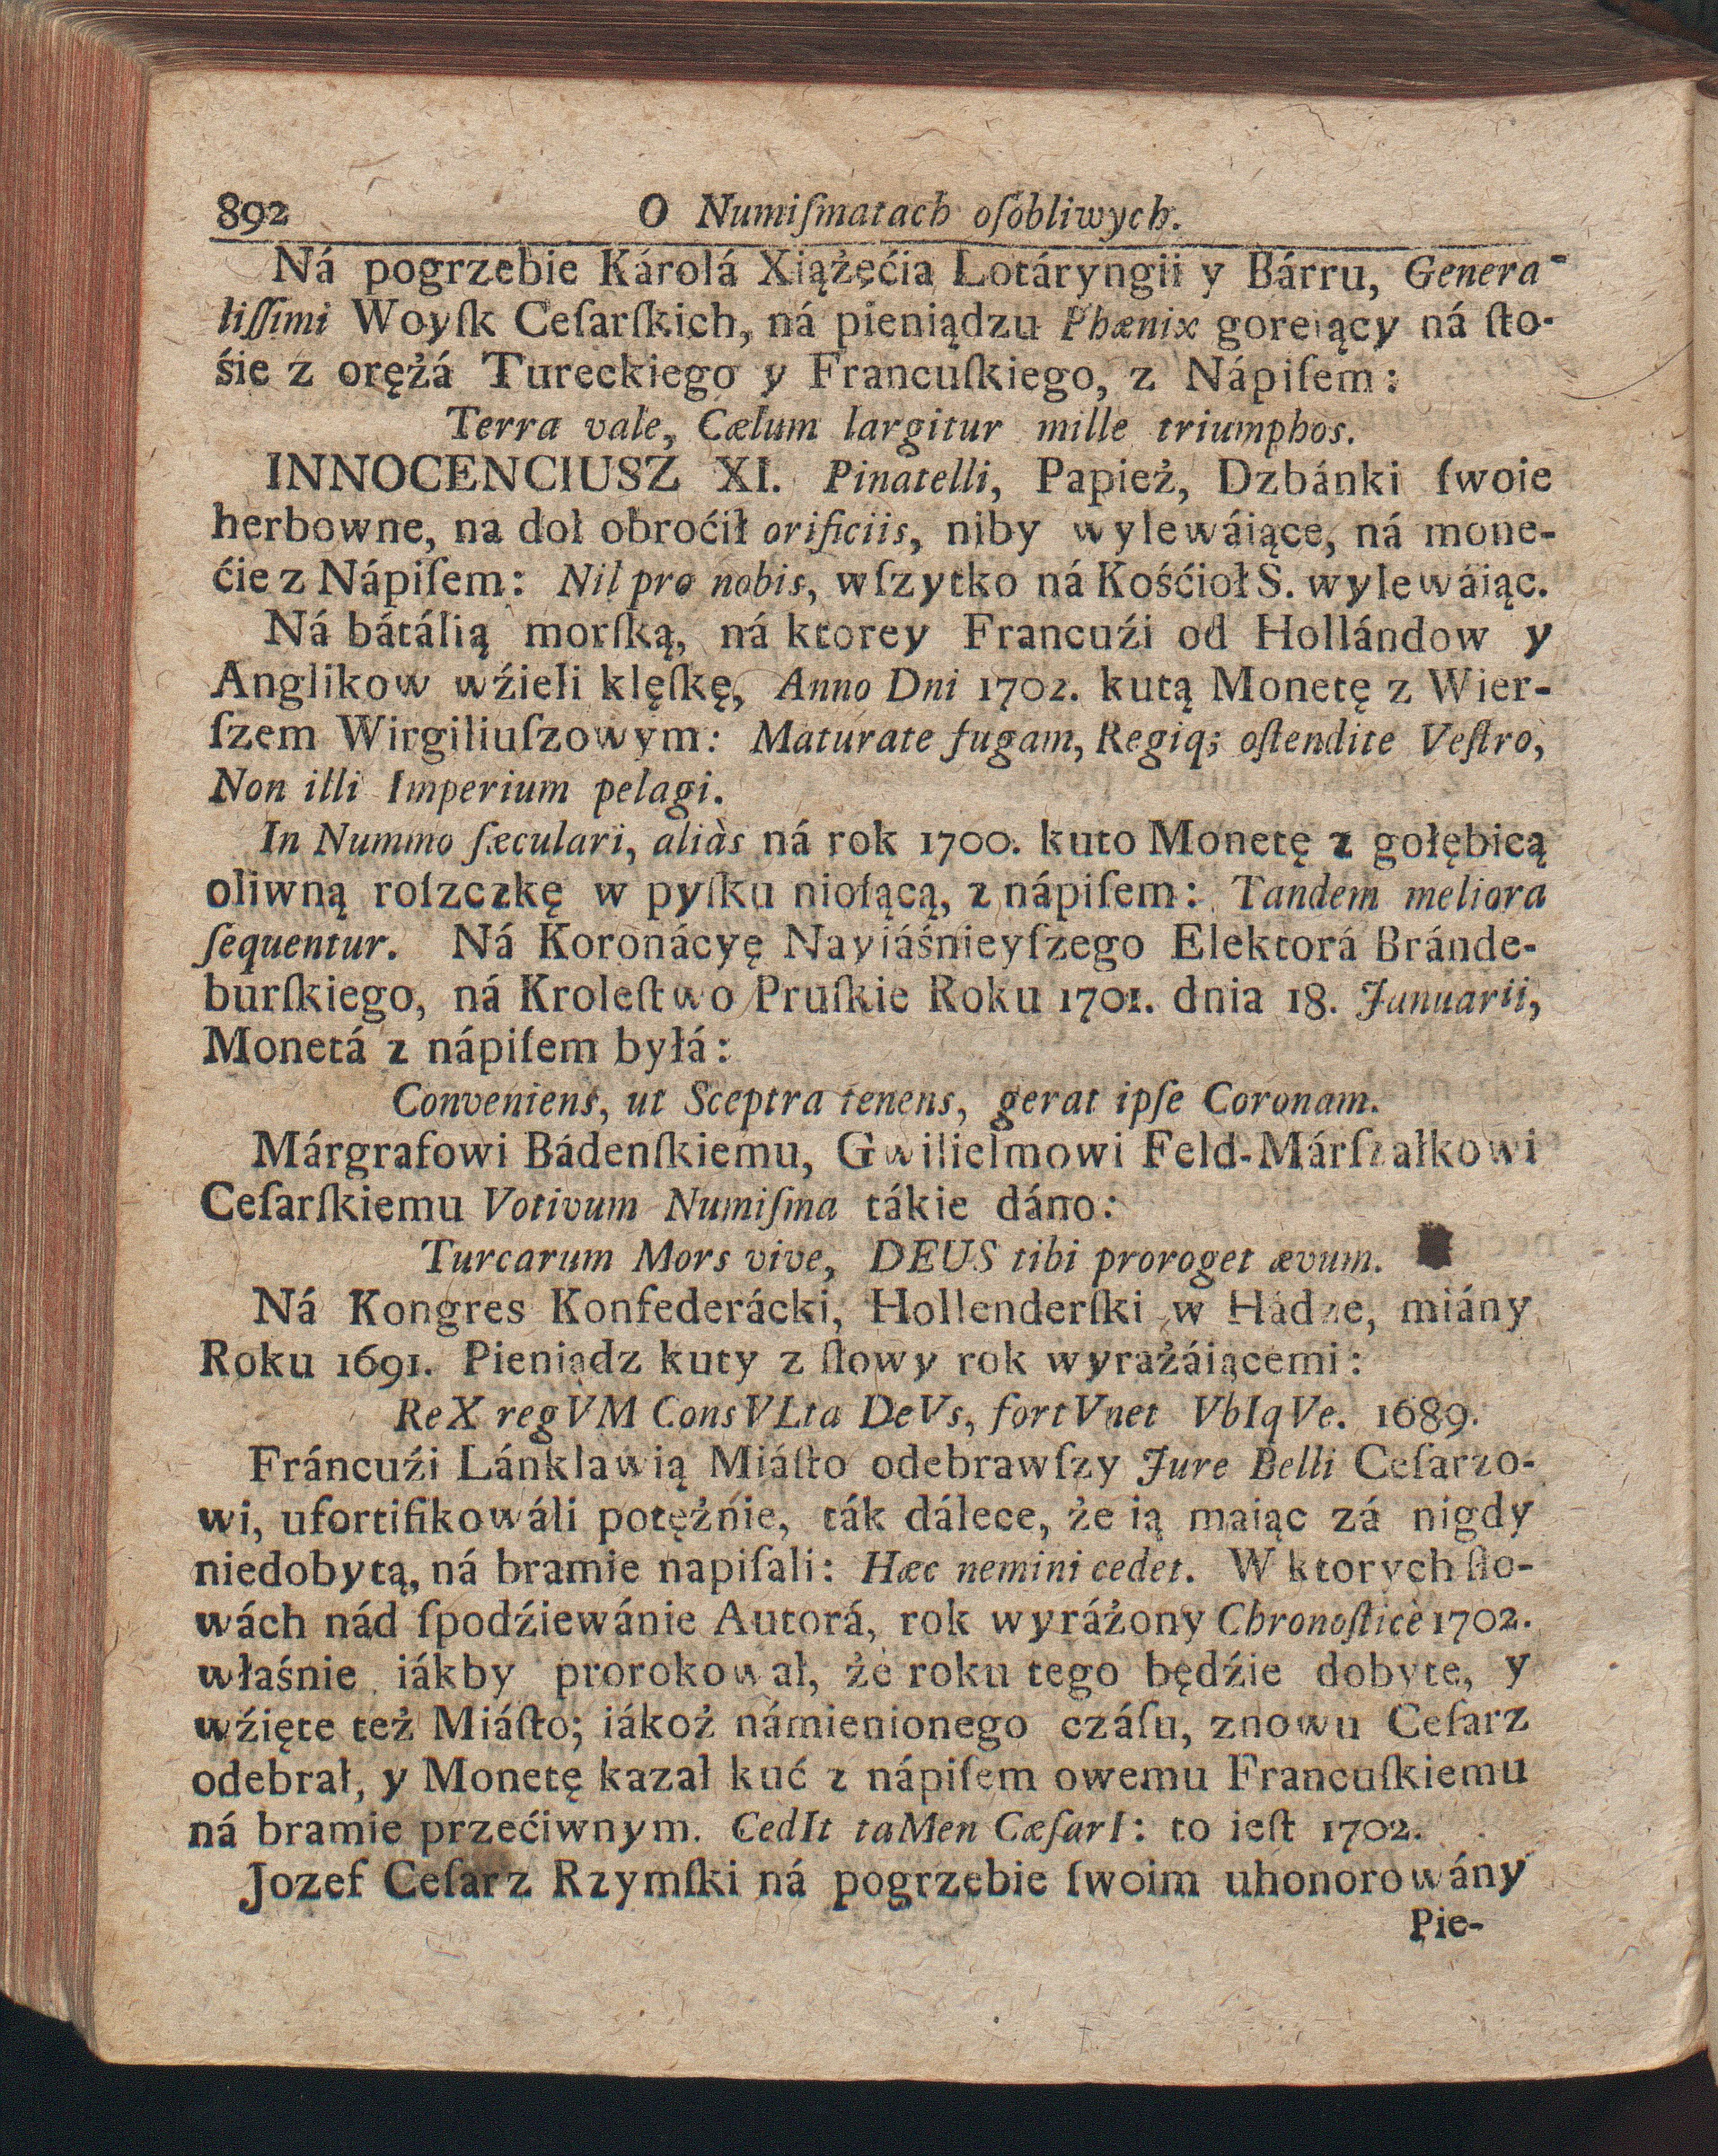 892 O Numiſmatach oſobliwych.
Ná pogrzebie Károlá Xiążęćia Lotáryngii y Bárru, Genera-
liſſimi Woyſk Ceſarſkich, ná pieniądzu Phœnix goreiący ná ſto-
śie z orężá Tureckiego y Francuſkiego, z Nápiſem:
Terra vale, Cælum largitur mille triumphos.
INNOCENCIUSZ XI. Pinatelli, Papież, Dzbánki ſwoie
herbowne, na doł obroćił orificiis, niby wylewáiące, ná mone-
ćie z Nápiſem: Nil pro nobis, wſzytko ná Kośćioł S. wylewáiąc.
Ná bátálią morſką, ná ktorey Francuźi od Hollándow y
Anglikow wźieli klęſkę, Anno Dni 1702. kutą Monetę z Wier-
ſzem Wirgiliuſzowym: Maturate fugam, Regiq; oſtendite Veſtro,
Non illi Imperium pelagi.
In Nummo ſæculari, aliàs ná rok 1700. kuto Monetę z gołębicą
oliwną roſzczkę w pyſku nioſącą, z nápiſem: Tandem meliora
ſequentur. Ná Koronácyę Nayiáśnieyſzego Elektorá Bránde-
burſkiego, ná Kroleſtwo Pruſkie Roku 1701. dnia 18. Januarii,
Monetá z nápiſem byłá:
Conveniens, ut Sceptra tenens, gerat ipſe Coronam.
Márgrafowi Bádenſkiemu, Gwilielmowi Feld-Márſzałkowi
Ceſarſkiemu Votivum Numiſma tákie dáno:
Turcarum Mors vive, DEUS tibi proroget ævum.
Ná Kongres Konfederácki, Hollenderſki w Hádze, miány
Roku 1691. Pieniądz kuty z ſłowy rok wyrażáiącemi:
ReX regVM ConsVLta DeVs, fortVnet VbIqVe. 1689.
Fráncuźi Lánklawią Miáſto odebrawſzy Jure Belli Ceſarzo-
wi, ufortifikowáli potężńie, ták dálece, że ią maiąc zá nigdy
niedobytą, ná bramie napiſali: Hæc nemini cedet. W ktorych ſło-
wách nád ſpodźiewánie Autorá, rok wyráżony Chronoſticè 1702.
właśnie iákby prorokował, że roku tego będźie dobyte, y
wźięte też Miáſto; iákoż námienionego czáſu, znowu Ceſarz
odebrał, y Monetę kazał kuć z nápiſem owemu Francuſkiemu
ná bramie przećiwnym. CedIt taMen CæſarI: to ieſt 1702.
Jozef Ceſarz Rzymſki ná pogrzebie ſwoim uhonorowány
Pie-